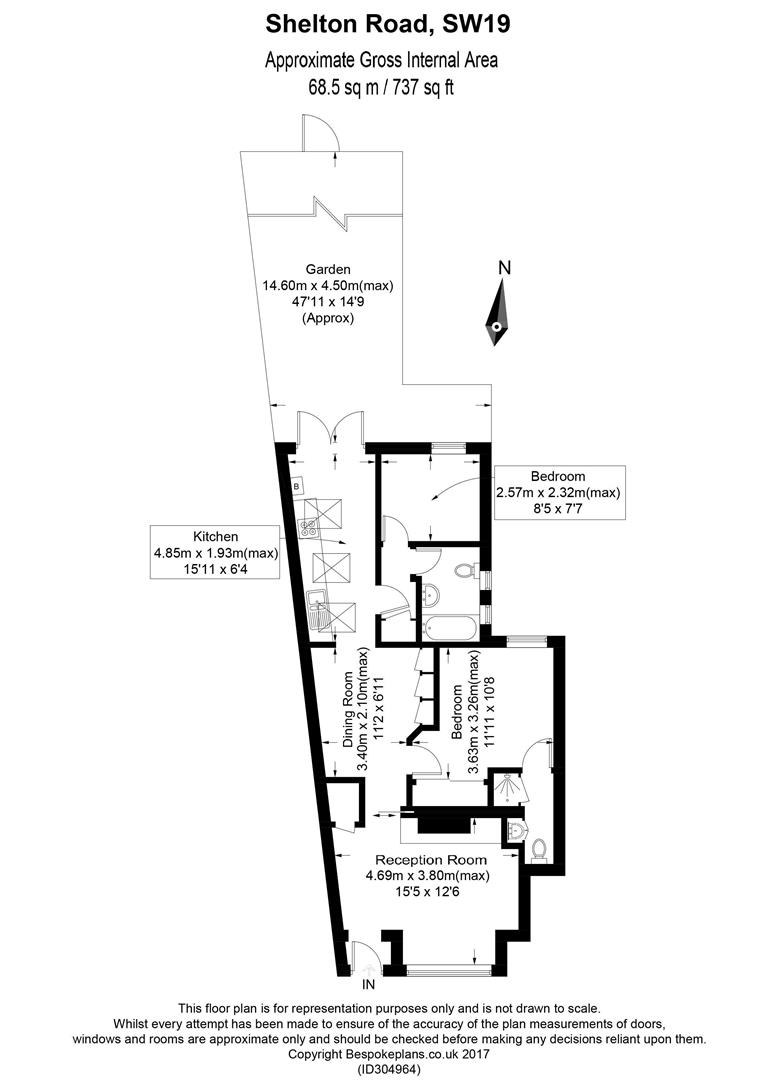 Shelton Road, SW19
Approximate Gross Internal Area
68.5 sq m / 737 sq ft
Garden
14.60m x 4.50m(max)
47'11 x 14'9
(Approx)
N
Bedroom
2.57m x 2.32m(max)
8'5 x 7'7
B
Kitchen
4.85m x 1.93m(max)
15'11 x 6'4
Dining Room
3.40m x 2.10m(max)
11'2 x 6'11
Bedroom
3.63m x 3.26m(max)
11'11 x 10'8
Reception Room
4.69m x 3.80m(max)
15'5 x 12'6
IN
This floor plan is for representation purposes only and is not drawn to scale.
Whilst every attempt has been made to ensure of the accuracy of the plan measurements of doors,
windows and rooms are approximate only and should be checked before making any decisions reliant upon them.
Copyright Bespokeplans.co.uk 2017
(ID304964)